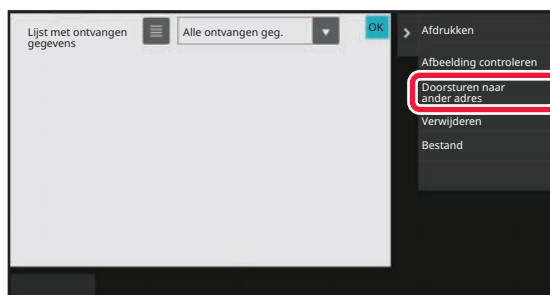 Lijst met ontvangen
gegevens
Alle ontvangen geg.
OK
Afdrukken
Afbeelding controleren
Doorsturen naar
ander adres
Verwijderen
Bestand